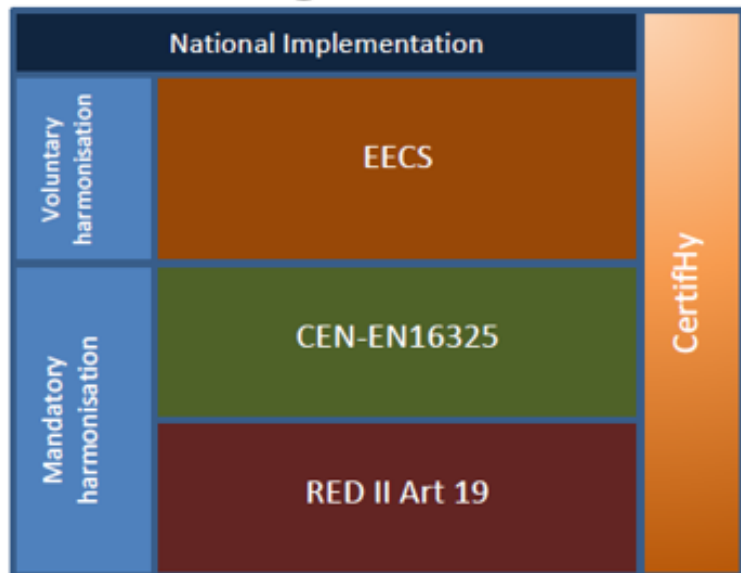 National Implementation
Voluntary
harmonisation
EECS
Mandatory
harmonisation
CEN-EN16325
RED II Art 19
CertifHy